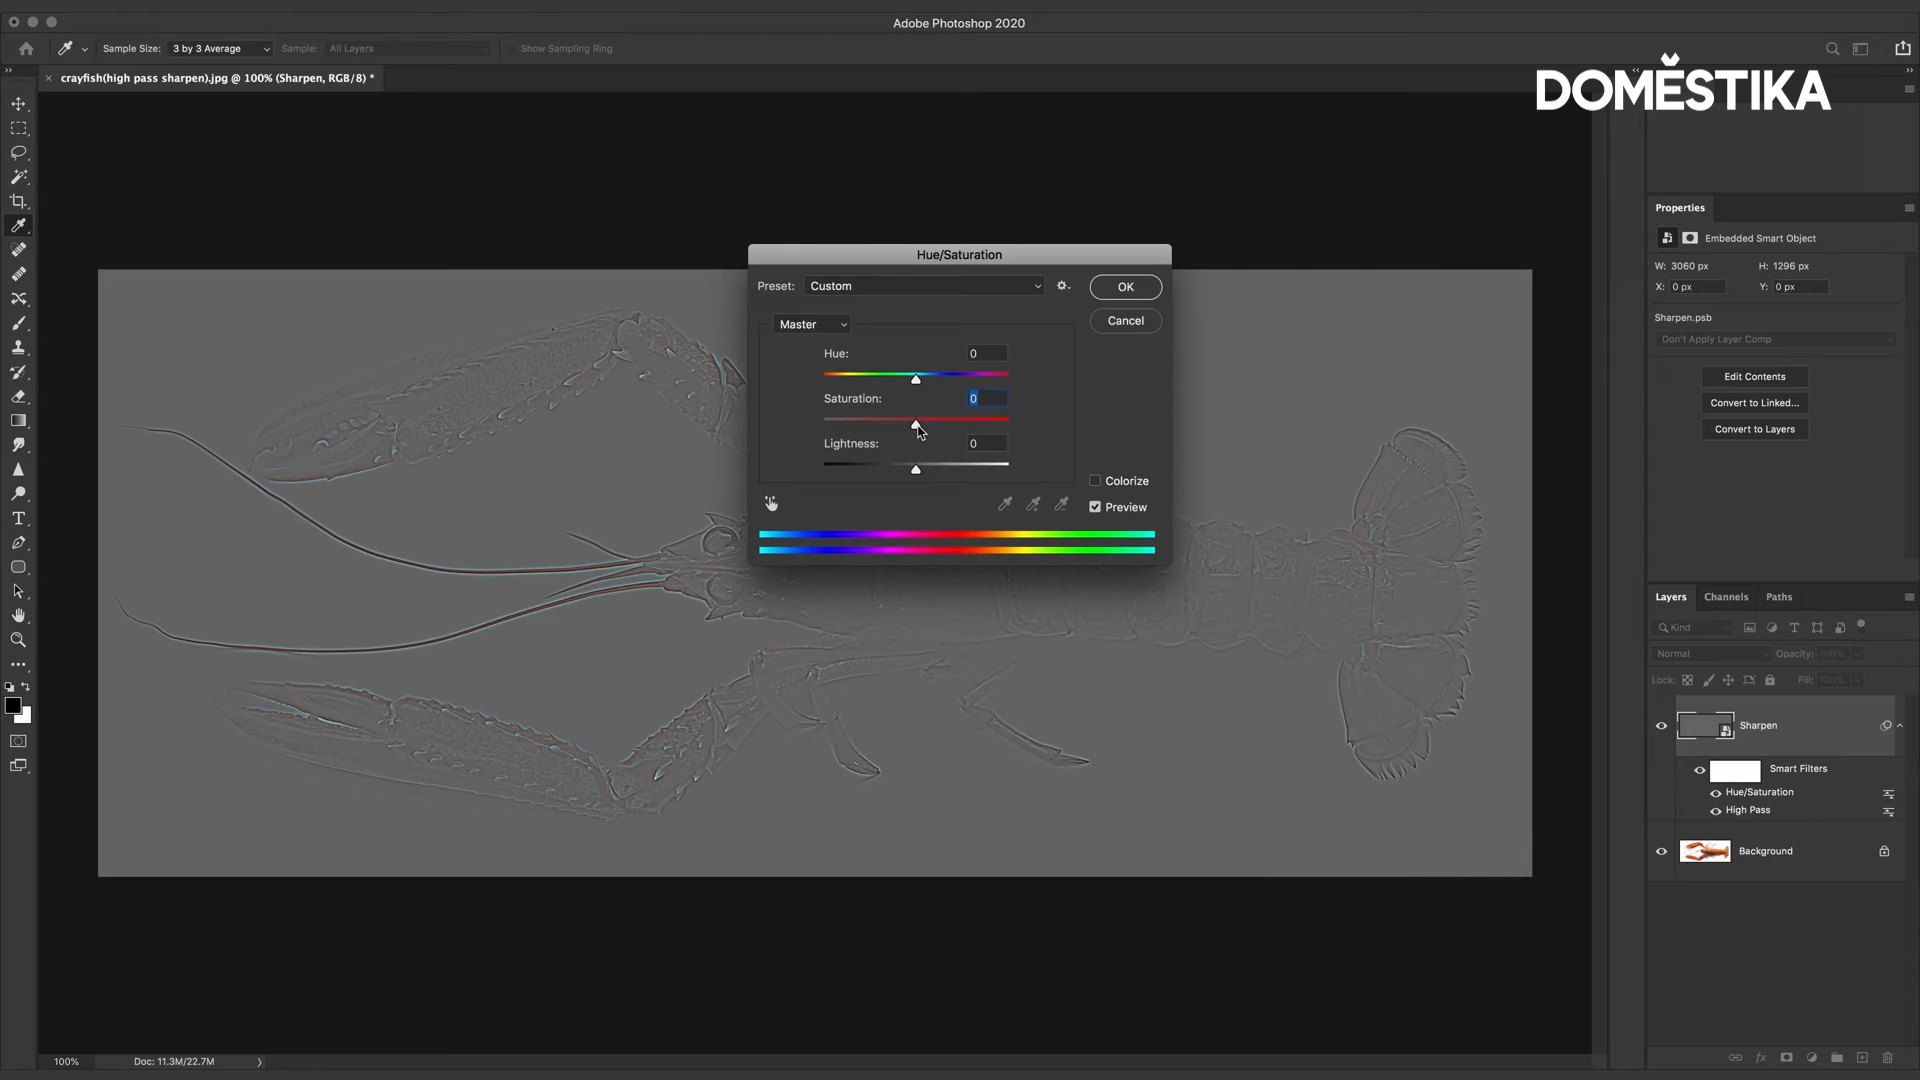 Adobe Photoshop 2020
Sample Size: 3 by 3 Average Sample: All Layers Show Sampling Ring
crayfish(high pass sharpen).jpg @ 100% (Sharpen, RGB/8) *
DOMĚSTIKA
Hue/Saturation
Preset: Custom
OK
Cancel
Master
Hue: 0
Saturation: 0
Lightness: 0
Colorize
Preview
Properties
Embedded Smart Object
W: 3060 px H: 1296 px
X: 0 px Y: 0 px
Sharpen.psb
Don't Apply Layer Comp
Edit Contents
Convert to Linked...
Convert to Layers
Layers Channels Paths
Kind
Normal Opacity: 100%
Lock: Fill: 100%
Sharpen
Smart Filters
Hue/Saturation
High Pass
Background
fx
100% Doc: 11.3M/22.7M